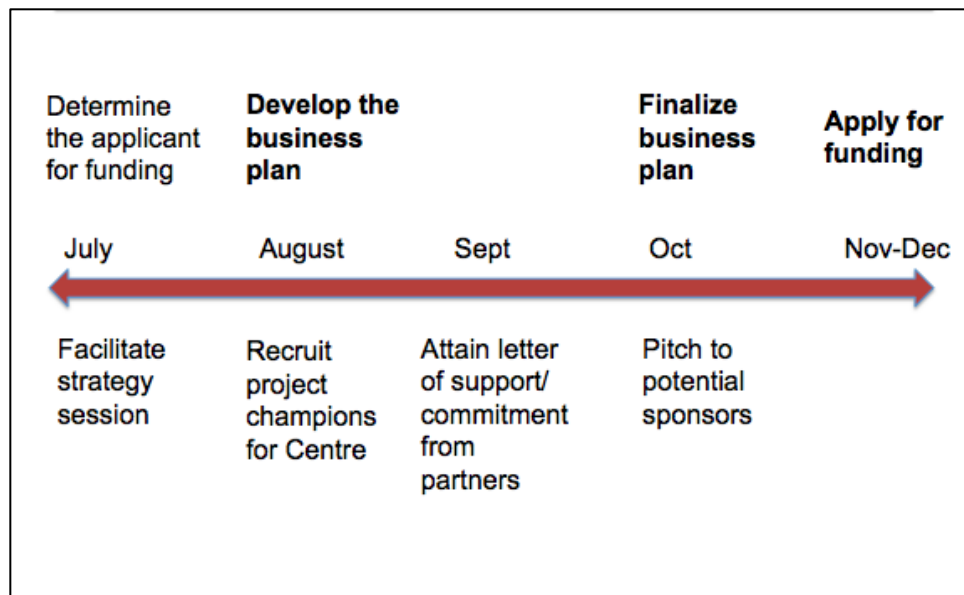 Determine
the applicant
for funding
Develop the
business
plan
Finalize
business
plan
Apply for
funding
July
August
Sept
Oct
Nov-Dec
Facilitate
strategy
session
Recruit
project
champions
for Centre
Attain letter
of support/
commitment
from
partners
Pitch to
potential
sponsors